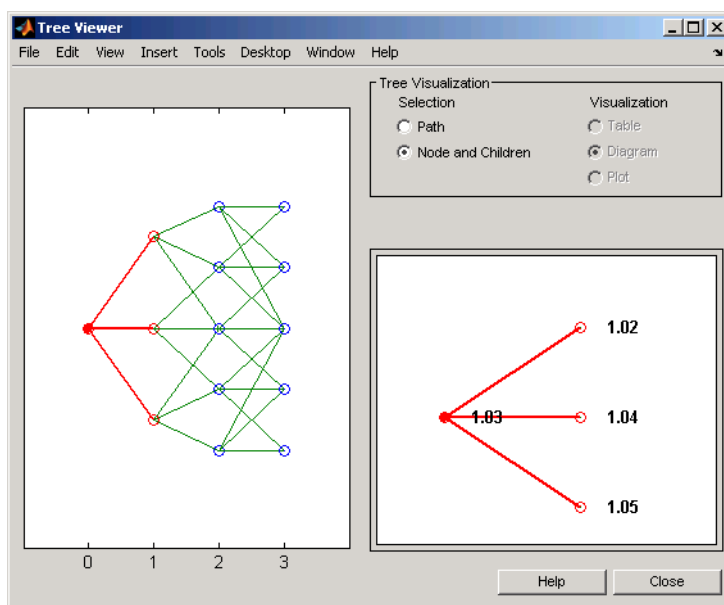 Tree Viewer
File Edit View Insert Tools Desktop Window Help
Tree Visualization
Selection Visualization
Path Table
Node and Children Diagram
Plot
1.02
1.03 1.04
1.05
0 1 2 3
Help Close